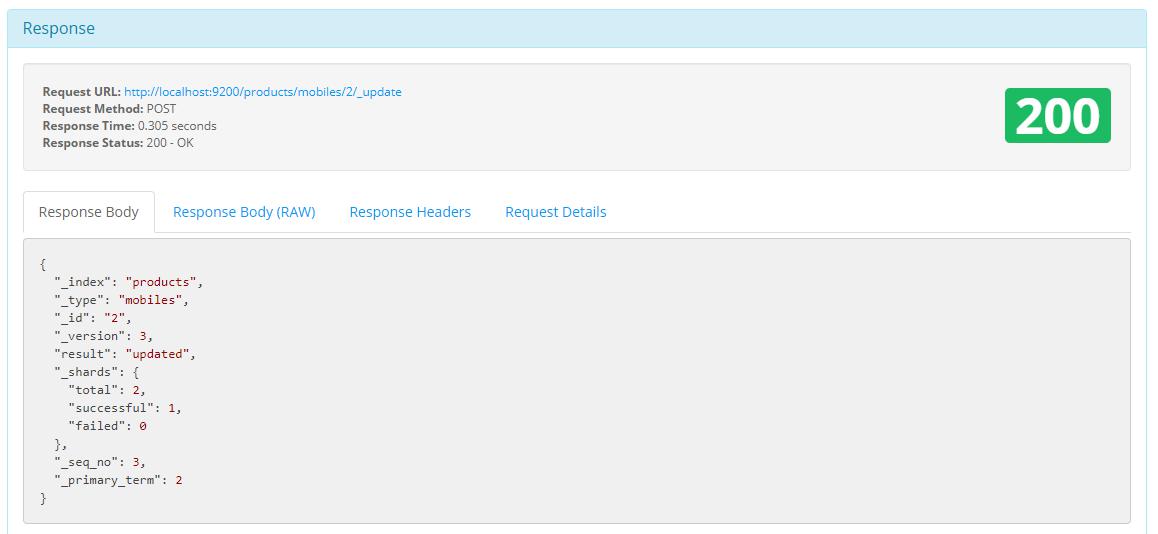 Response
Request URL: http://localhost:9200/products/mobiles/2/_update
Request Method: POST
Response Time: 0.305 seconds
Response Status: 200 - OK
200
Response Body Response Body (RAW) Response Headers Request Details
{
  "_index": "products",
  "_type": "mobiles",
  "_id": "2",
  "_version": 3,
  "result": "updated",
  "_shards": {
    "total": 2,
    "successful": 1,
    "failed": 0
  },
  "_seq_no": 3,
  "_primary_term": 2
}